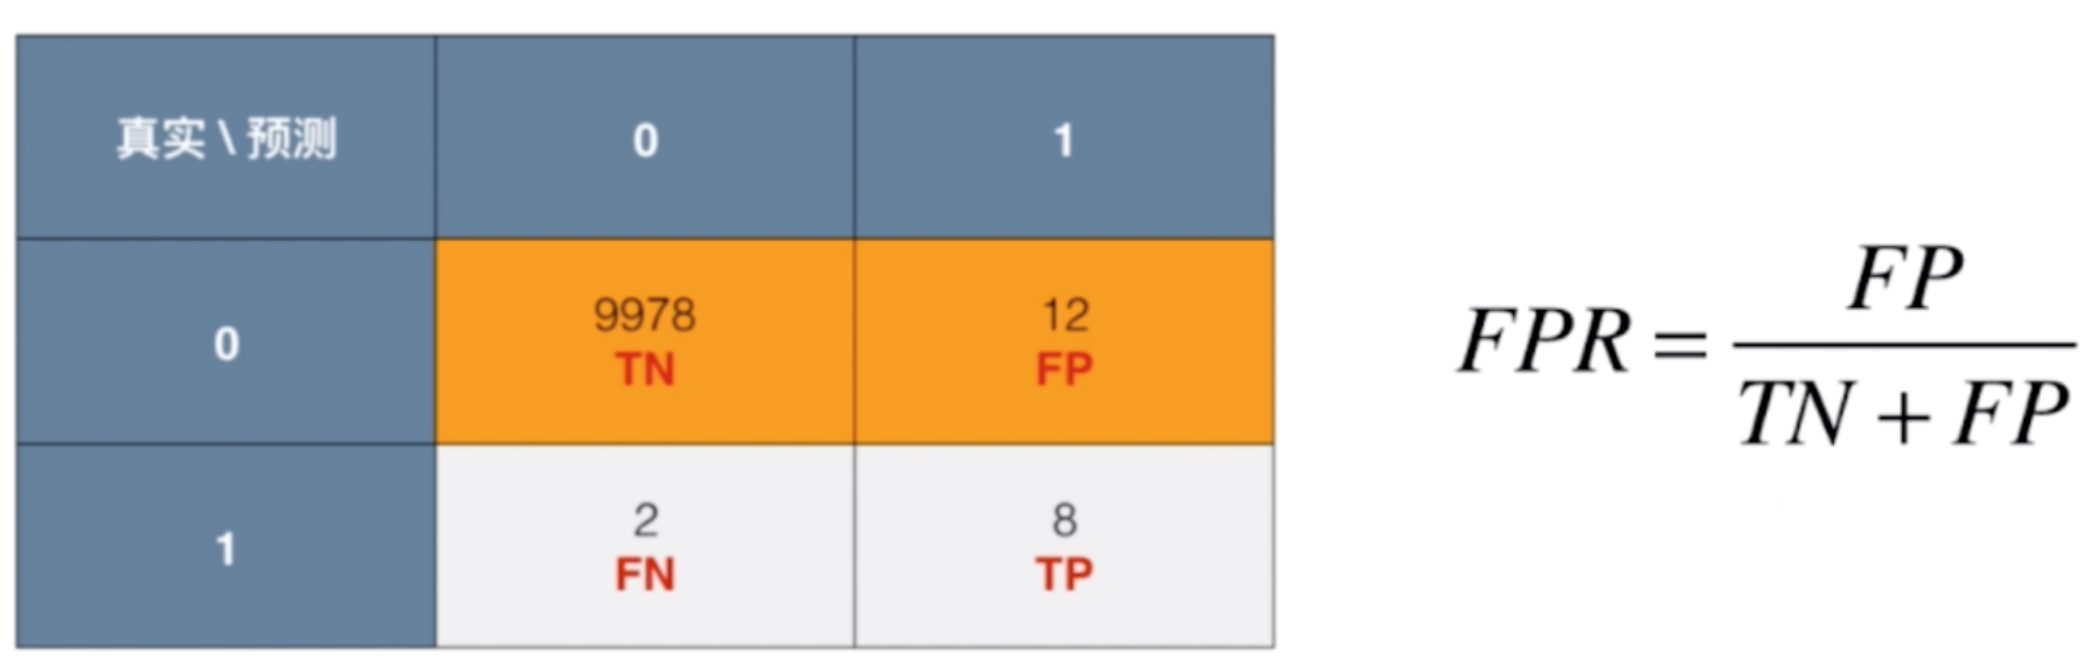 真实 \ 预测 0 1
0 9978 12
TN FP
1 2 8
FN TP
FPR = FP / (TN + FP)